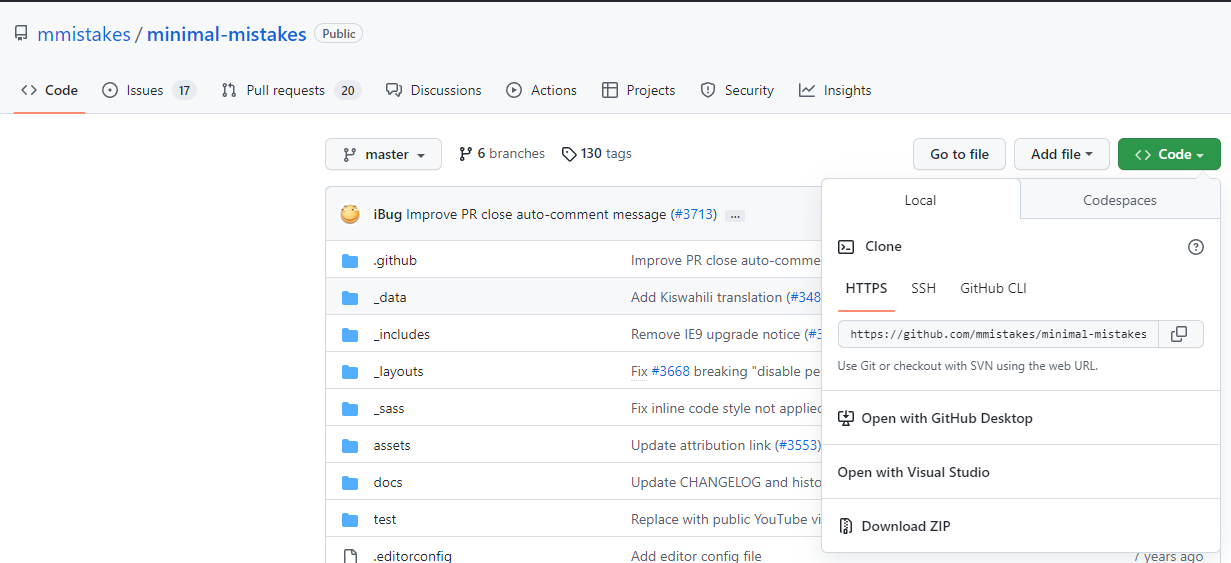 mmistakes / minimal-mistakes Public
Code Issues 17 Pull requests 20 Discussions Actions Projects Security Insights
master 6 branches 130 tags Go to file Add file Code
iBug Improve PR close auto-comment message (#3713) ...
Local Codespaces
Clone
HTTPS SSH GitHub CLI
https://github.com/mmistakes/minimal-mistakes
Use Git or checkout with SVN using the web URL.
Open with GitHub Desktop
Open with Visual Studio
Download ZIP
.github Improve PR close auto-comme
_data Add Kiswahili translation (#348
_includes Remove IE9 upgrade notice (#3
_layouts Fix #3668 breaking "disable pe
_sass Fix inline code style not applied
assets Update attribution link (#3553)
docs Update CHANGELOG and histo
test Replace with public YouTube vi
.editorconfig Add editor config file 7 years ago